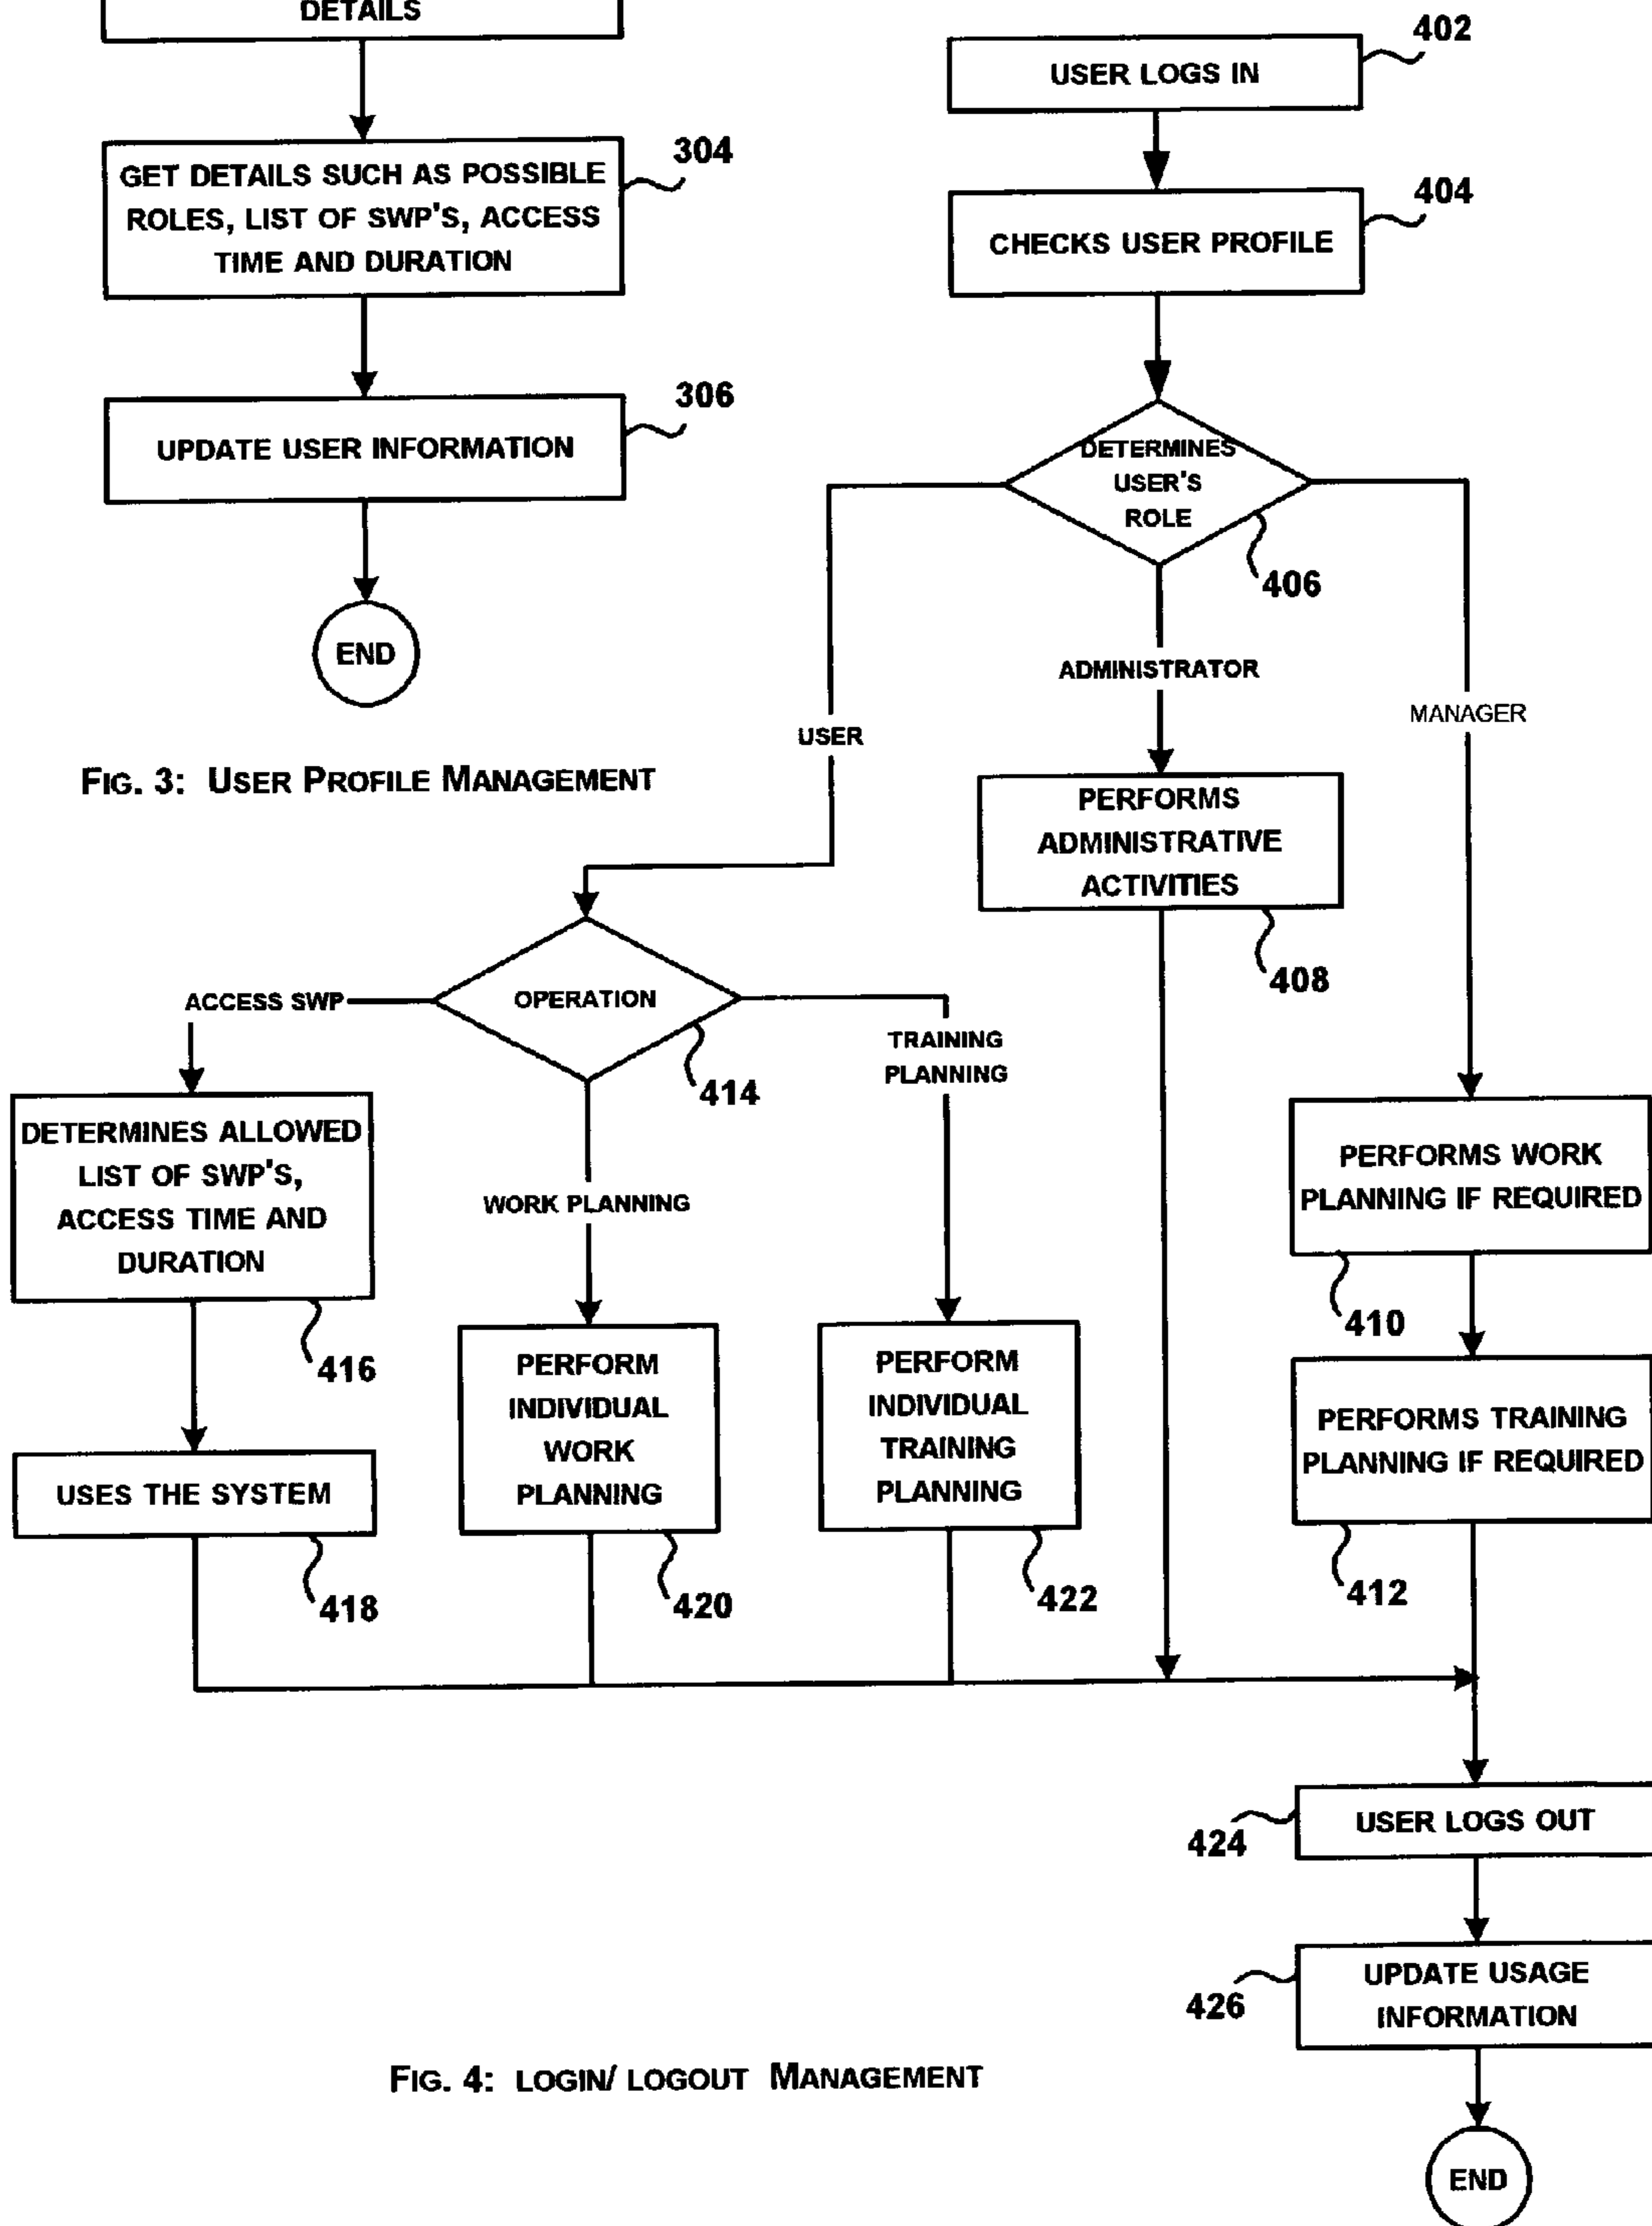 DETAILS
304
GET DETAILS SUCH AS POSSIBLE
ROLES, LIST OF SWP'S, ACCESS
TIME AND DURATION
306
UPDATE USER INFORMATION
END
FIG. 3: USER PROFILE MANAGEMENT
402
USER LOGS IN
404
CHECKS USER PROFILE
DETERMINES
USER'S
ROLE
406
ADMINISTRATOR
MANAGER
USER
PERFORMS
ADMINISTRATIVE
ACTIVITIES
408
OPERATION
414
ACCESS SWP
TRAINING
PLANNING
WORK PLANNING
DETERMINES ALLOWED
LIST OF SWP'S,
ACCESS TIME AND
DURATION
416
USES THE SYSTEM
418
PERFORM
INDIVIDUAL
WORK
PLANNING
420
PERFORM
INDIVIDUAL
TRAINING
PLANNING
422
PERFORMS WORK
PLANNING IF REQUIRED
410
PERFORMS TRAINING
PLANNING IF REQUIRED
412
424
USER LOGS OUT
426
UPDATE USAGE
INFORMATION
END
FIG. 4: LOGIN/ LOGOUT MANAGEMENT